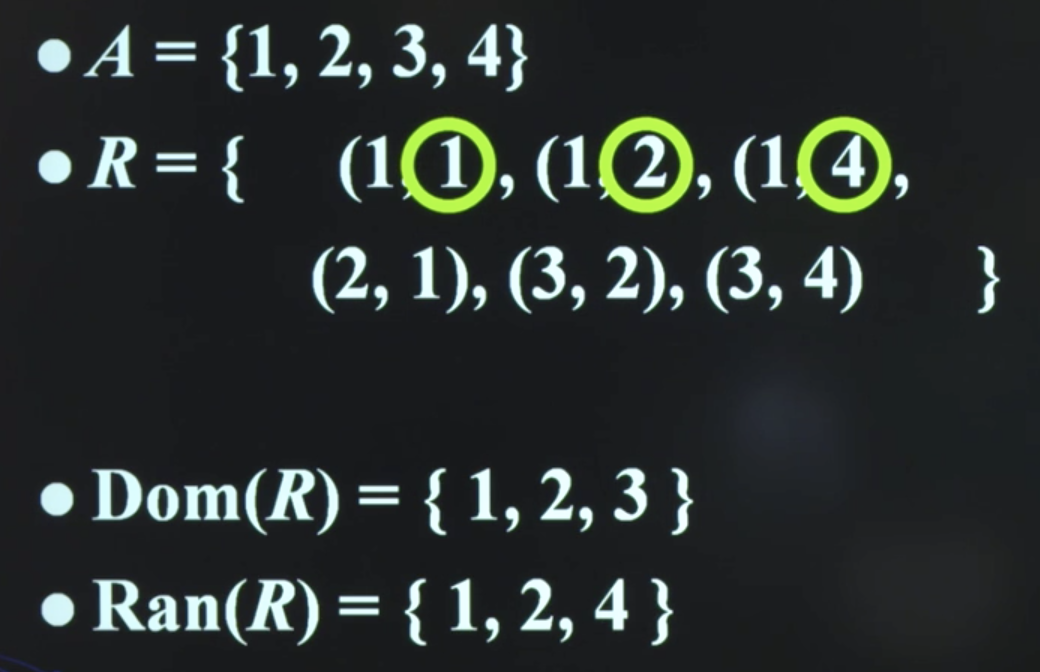 • A = {1, 2, 3, 4}
• R = { (1, 1), (1, 2), (1, 4),
(2, 1), (3, 2), (3, 4) }
• Dom(R) = { 1, 2, 3 }
• Ran(R) = { 1, 2, 4 }